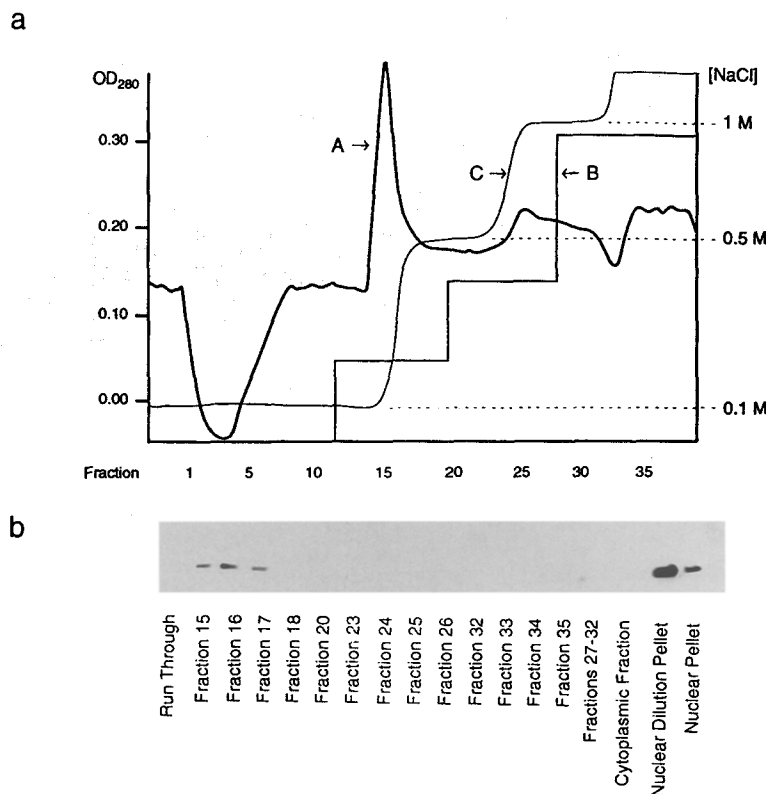 a
OD280
[NaCl]
0.30
0.20
0.10
0.00
A →
C →
← B
1 M
0.5 M
0.1 M
Fraction 1 5 10 15 20 25 30 35
b
Run Through
Fraction 15
Fraction 16
Fraction 17
Fraction 18
Fraction 20
Fraction 23
Fraction 24
Fraction 25
Fraction 26
Fraction 32
Fraction 33
Fraction 34
Fraction 35
Fractions 27-32
Cytoplasmic Fraction
Nuclear Dilution Pellet
Nuclear Pellet